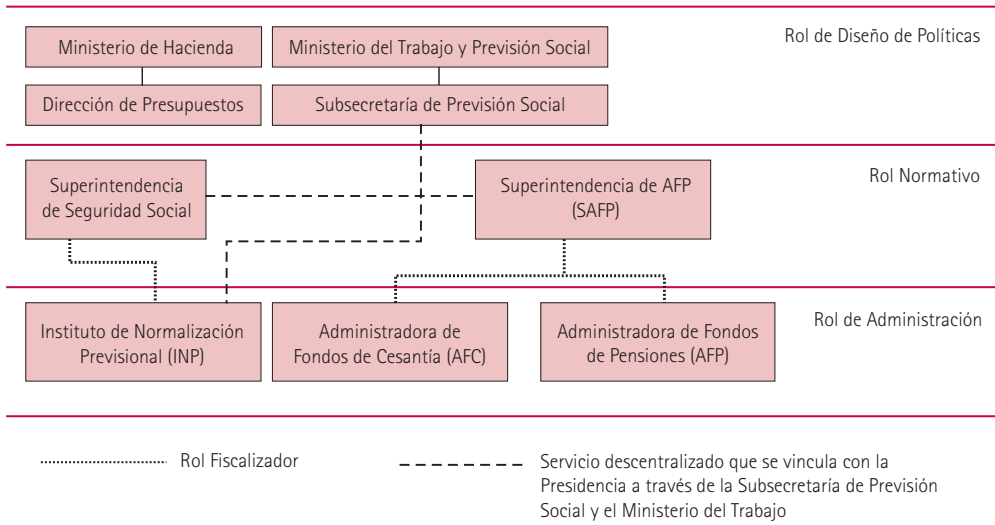 Ministerio de Hacienda
Ministerio del Trabajo y Previsión Social
Rol de Diseño de Políticas
Dirección de Presupuestos
Subsecretaría de Previsión Social
Superintendencia
de Seguridad Social
Superintendencia de AFP
(SAFP)
Rol Normativo
Instituto de Normalización
Previsional (INP)
Administradora de
Fondos de Cesantía (AFC)
Administradora de Fondos
de Pensiones (AFP)
Rol de Administración
Rol Fiscalizador
Servicio descentralizado que se vincula con la
Presidencia a través de la Subsecretaría de Previsión
Social y el Ministerio del Trabajo